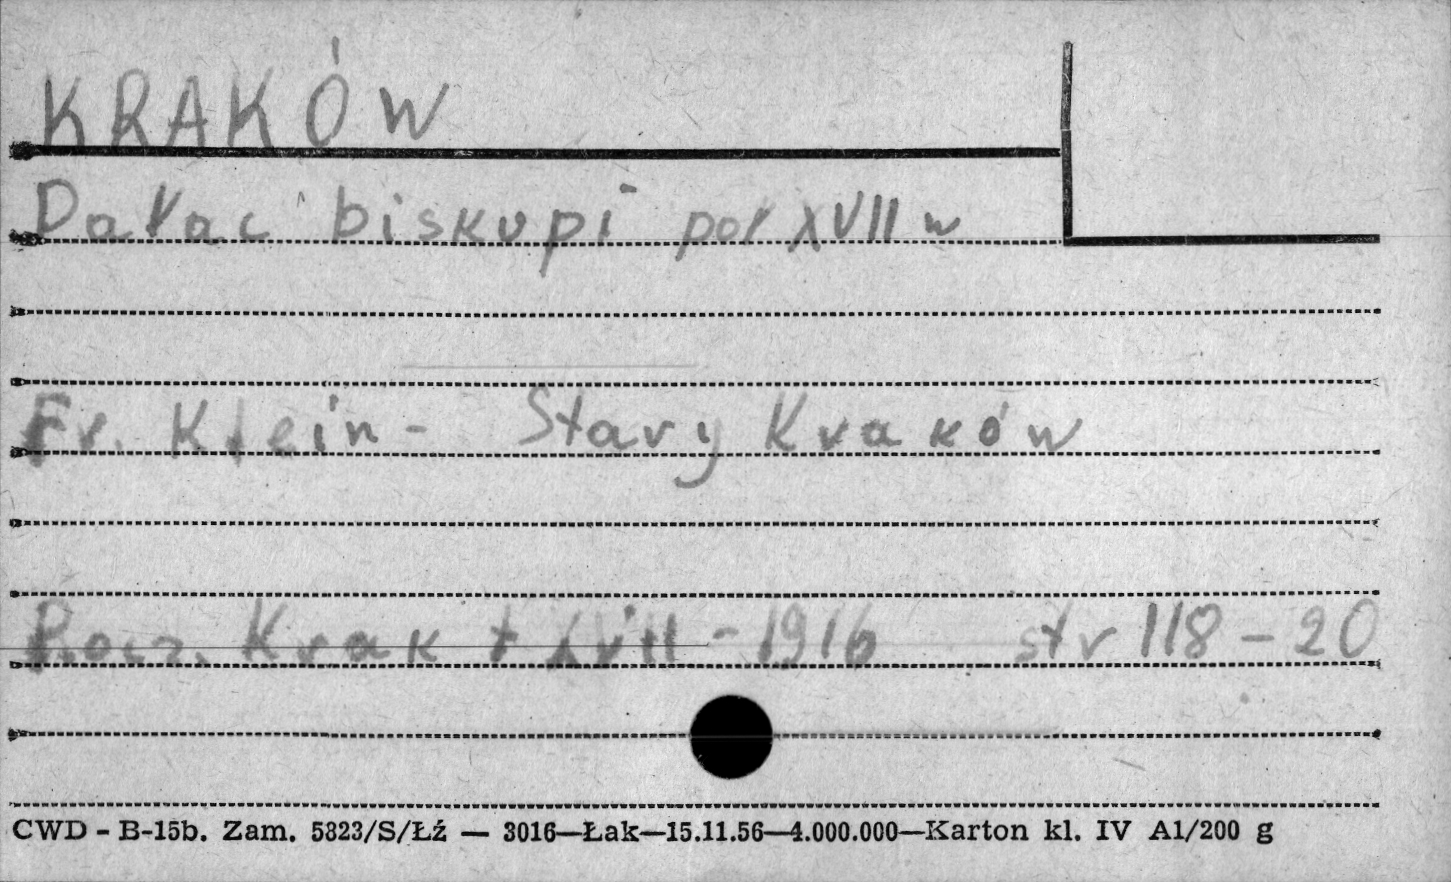 KRAKÓW
Pałac biskupi poł XVII w
Fr. Klein - Stary Kraków
Rocz. Krak t XVII - 1916 str 118 - 20
CWD - B-15b. Zam. 5823/S/Łź — 3016—Łak—15.11.56—4.000.000—Karton kl. IV A1/200 g